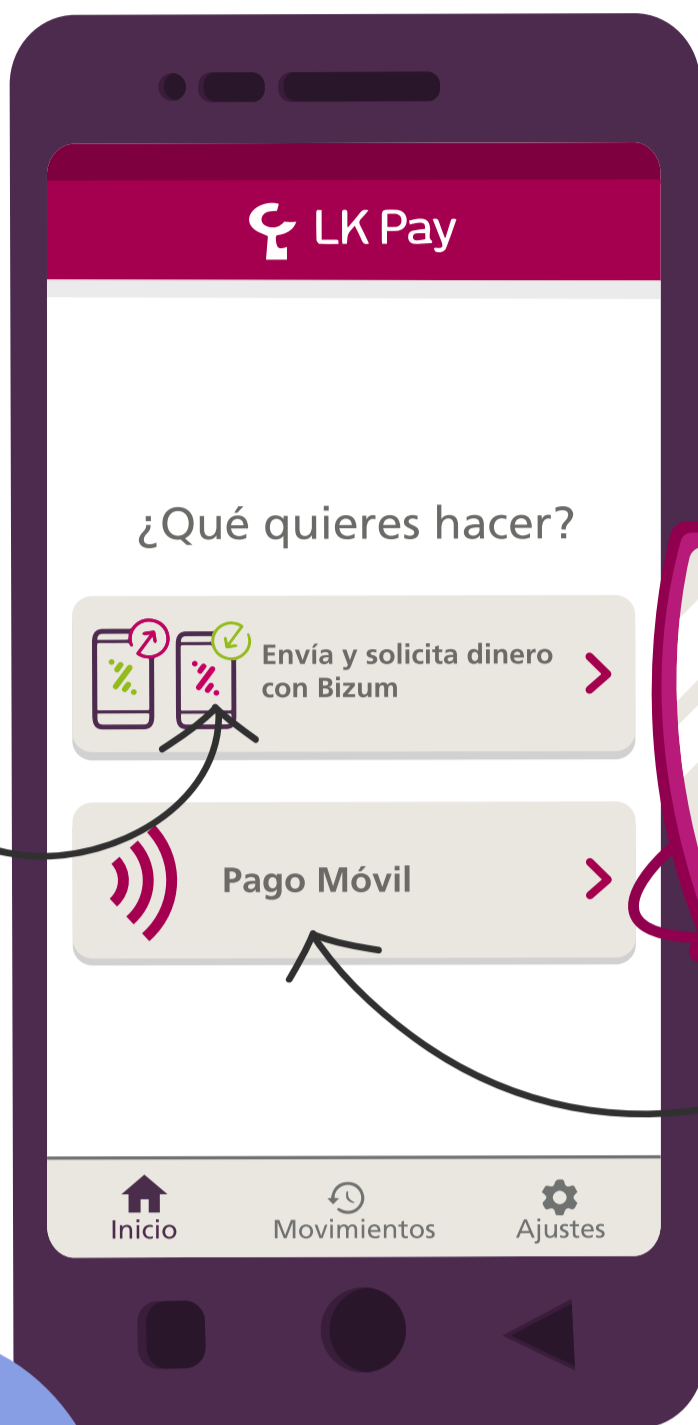 LK Pay
¿Qué quieres hacer?
Envía y solicita dinero
con Bizum
Pago Móvil
Inicio
Movimientos
Ajustes